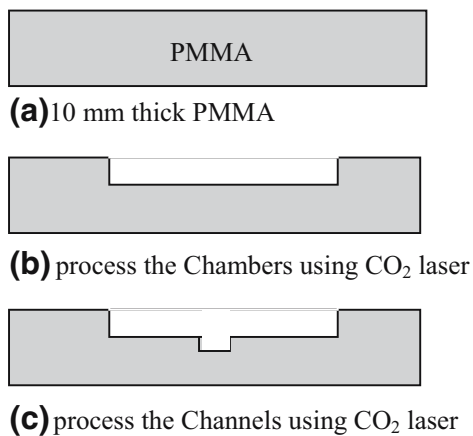 PMMA
(a) 10 mm thick PMMA
(b) process the Chambers using CO₂ laser
(c) process the Channels using CO₂ laser